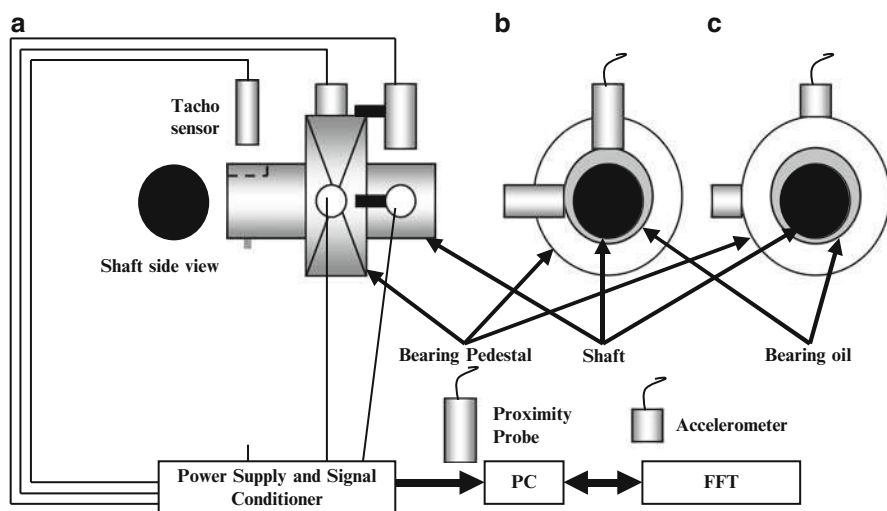 a
b
c
Tacho
sensor
Shaft side view
Bearing Pedestal
Shaft
Bearing oil
Proximity
Probe
Accelerometer
Power Supply and Signal
Conditioner
PC
FFT